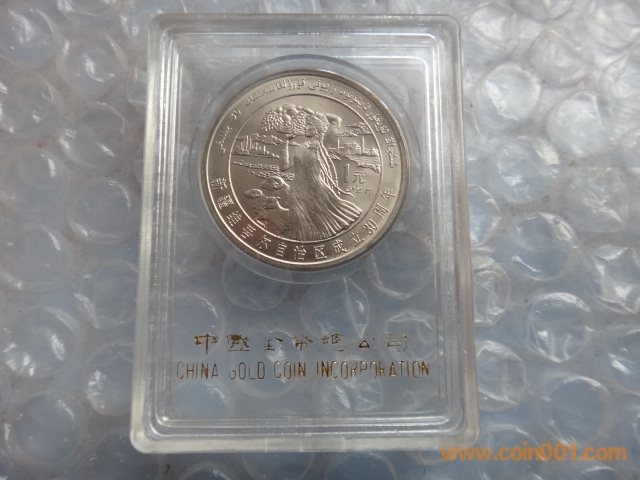 1元
新疆维吾尔自治区成立30周年
中国金币总公司
CHINA GOLD COIN INCORPORATION
www.coin001.com